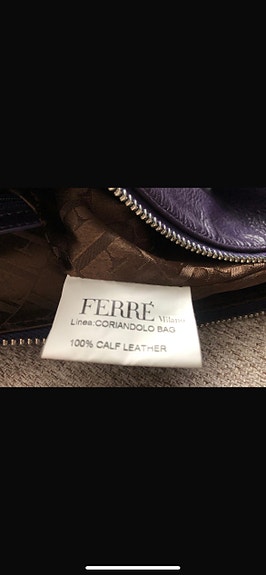 FERRÉ Milano
Linea:CORIANDOLO BAG
100% CALF LEATHER